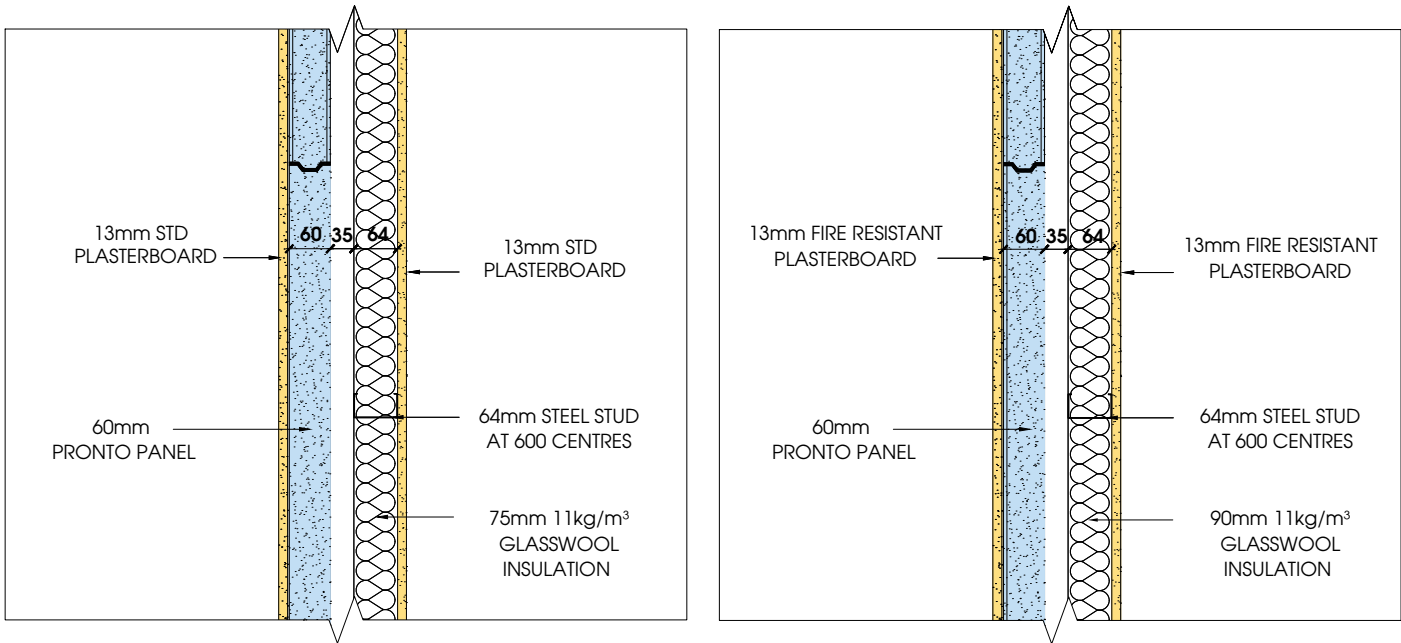 13mm STD
PLASTERBOARD
60 35 64
13mm STD
PLASTERBOARD
60mm
PRONTO PANEL
64mm STEEL STUD
AT 600 CENTRES
75mm 11kg/m³
GLASSWOOL
INSULATION
13mm FIRE RESISTANT
PLASTERBOARD
60 35 64
13mm FIRE RESISTANT
PLASTERBOARD
60mm
PRONTO PANEL
64mm STEEL STUD
AT 600 CENTRES
90mm 11kg/m³
GLASSWOOL
INSULATION